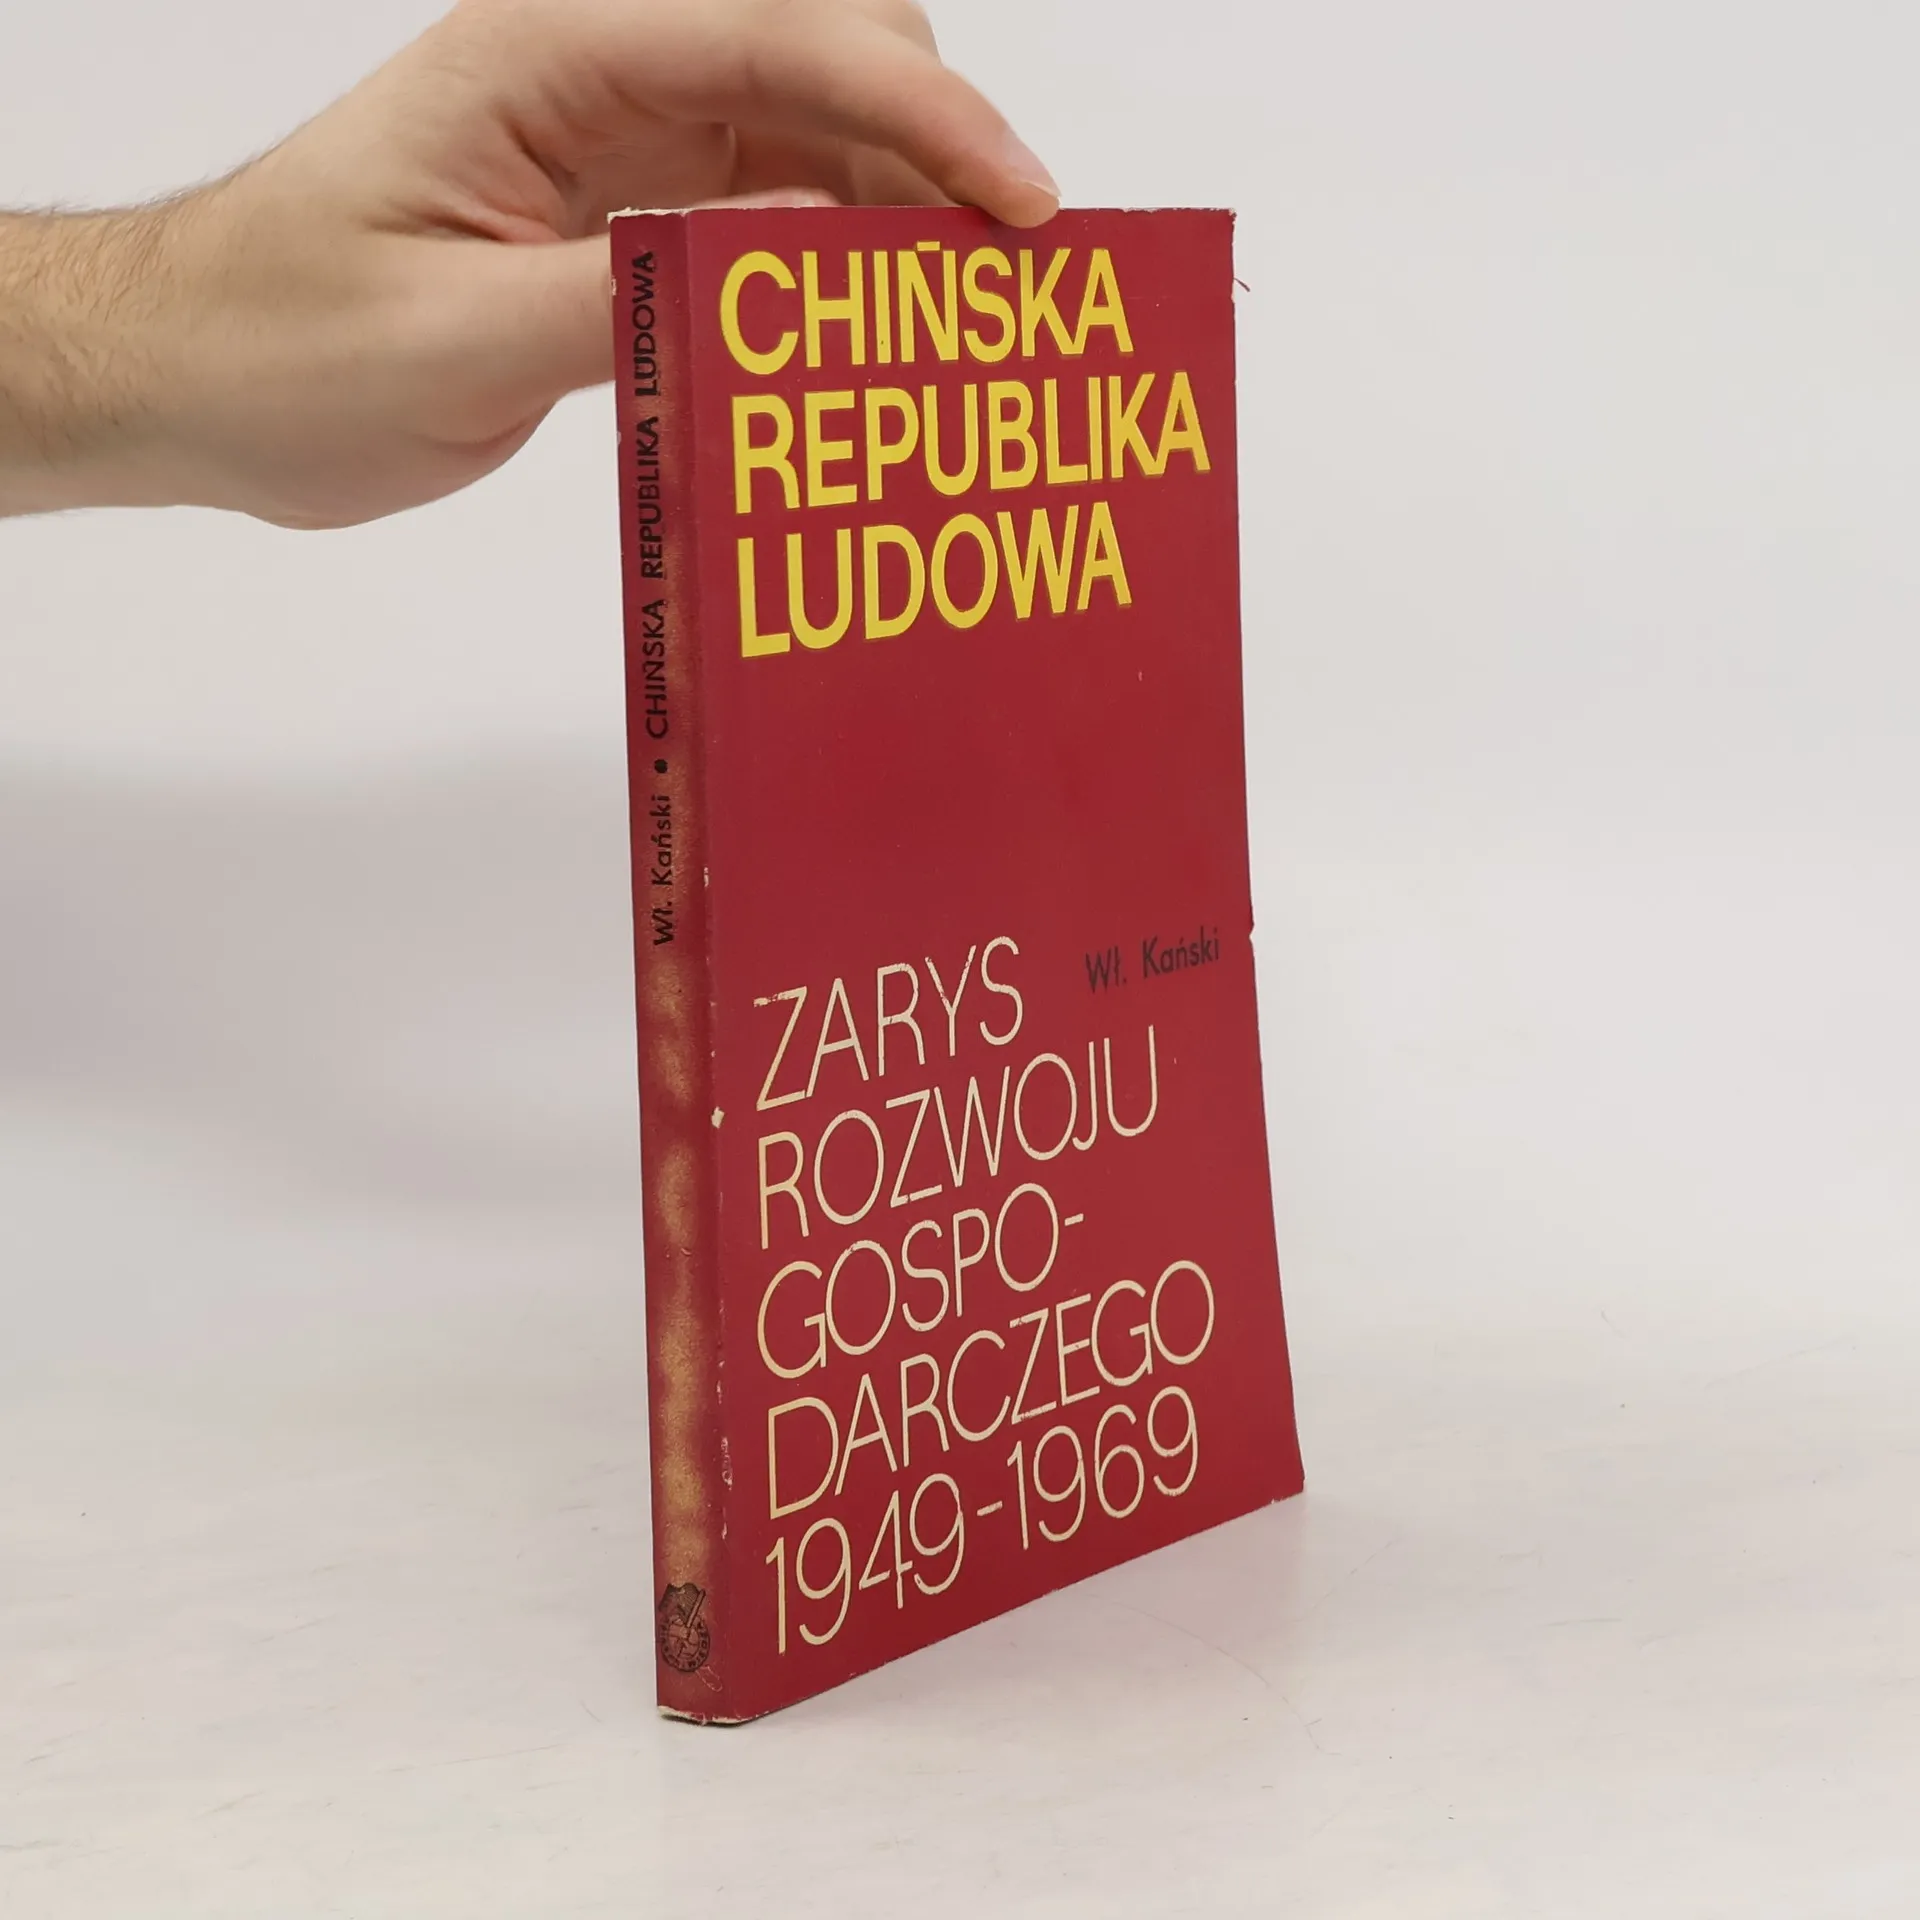 Wł. Kański • CHIŃSKA REPUBLIKA LUDOWA
CHIŃSKA
REPUBLIKA
LUDOWA
Wł. Kański
ZARYS
ROZWOJU
GOSPO-
DARCZEGO
1949-1969